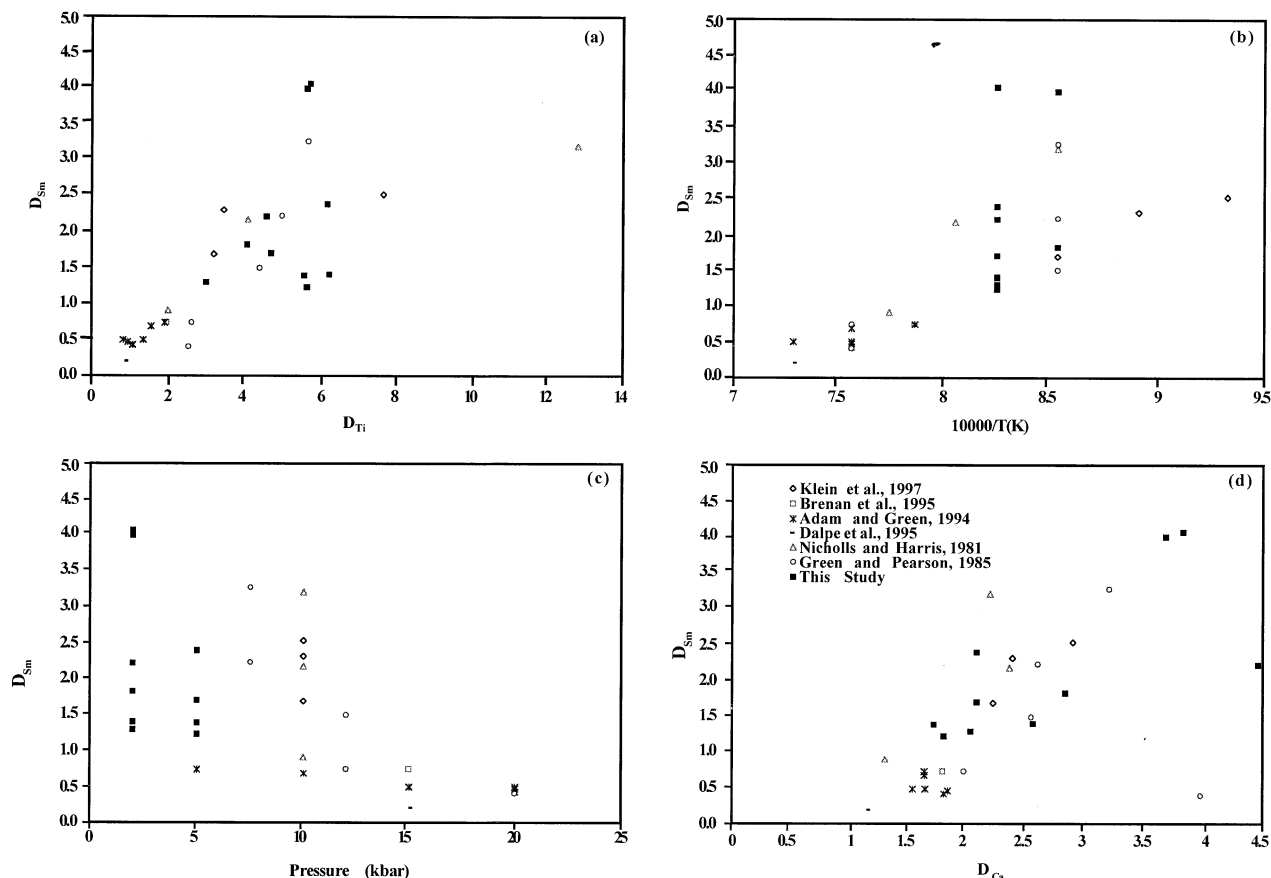 (a)
5.0
4.5
4.0
3.5
3.0
2.5
2.0
1.5
1.0
0.5
0.0
D Sm
0 2 4 6 8 10 12 14
D Ti
(b)
5.0
4.5
4.0
3.5
3.0
2.5
2.0
1.5
1.0
0.5
0.0
D Sm
7 7.5 8 8.5 9 9.5
10000/T(K)
(c)
5.0
4.5
4.0
3.5
3.0
2.5
2.0
1.5
1.0
0.5
0.0
D Sm
0 5 10 15 20 25
Pressure (kbar)
(d)
5.0
4.5
4.0
3.5
3.0
2.5
2.0
1.5
1.0
0.5
0.0
D Sm
Klein et al., 1997
Brenan et al., 1995
Adam and Green, 1994
Dalpe et al., 1995
Nicholls and Harris, 1981
Green and Pearson, 1985
This Study
0 1 1.5 2 2.5 3 3.5 4 4.5
D Ca